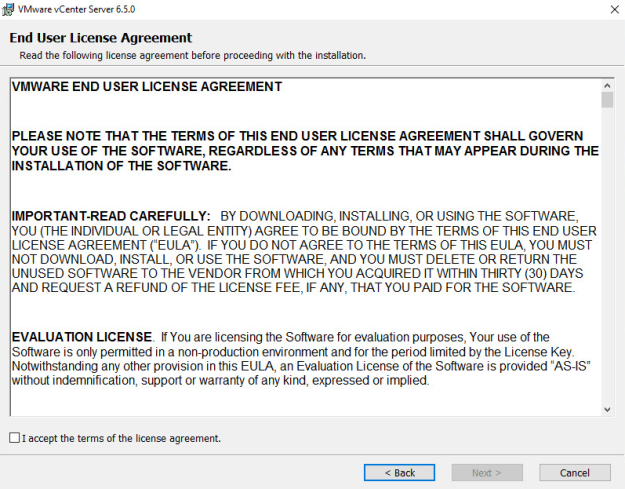 VMware vCenter Server 6.5.0
End User License Agreement
Read the following license agreement before proceeding with the installation.
VMWARE END USER LICENSE AGREEMENT
PLEASE NOTE THAT THE TERMS OF THIS END USER LICENSE AGREEMENT SHALL GOVERN
YOUR USE OF THE SOFTWARE, REGARDLESS OF ANY TERMS THAT MAY APPEAR DURING THE
INSTALLATION OF THE SOFTWARE.
IMPORTANT-READ CAREFULLY: BY DOWNLOADING, INSTALLING, OR USING THE SOFTWARE,
YOU (THE INDIVIDUAL OR LEGAL ENTITY) AGREE TO BE BOUND BY THE TERMS OF THIS END USER
LICENSE AGREEMENT (“EULA”). IF YOU DO NOT AGREE TO THE TERMS OF THIS EULA, YOU MUST
NOT DOWNLOAD, INSTALL, OR USE THE SOFTWARE, AND YOU MUST DELETE OR RETURN THE
UNUSED SOFTWARE TO THE VENDOR FROM WHICH YOU ACQUIRED IT WITHIN THIRTY (30) DAYS
AND REQUEST A REFUND OF THE LICENSE FEE, IF ANY, THAT YOU PAID FOR THE SOFTWARE.
EVALUATION LICENSE. If You are licensing the Software for evaluation purposes, Your use of the
Software is only permitted in a non-production environment and for the period limited by the License Key.
Notwithstanding any other provision in this EULA, an Evaluation License of the Software is provided “AS-IS”
without indemnification, support or warranty of any kind, expressed or implied.
I accept the terms of the license agreement.
< Back Next > Cancel